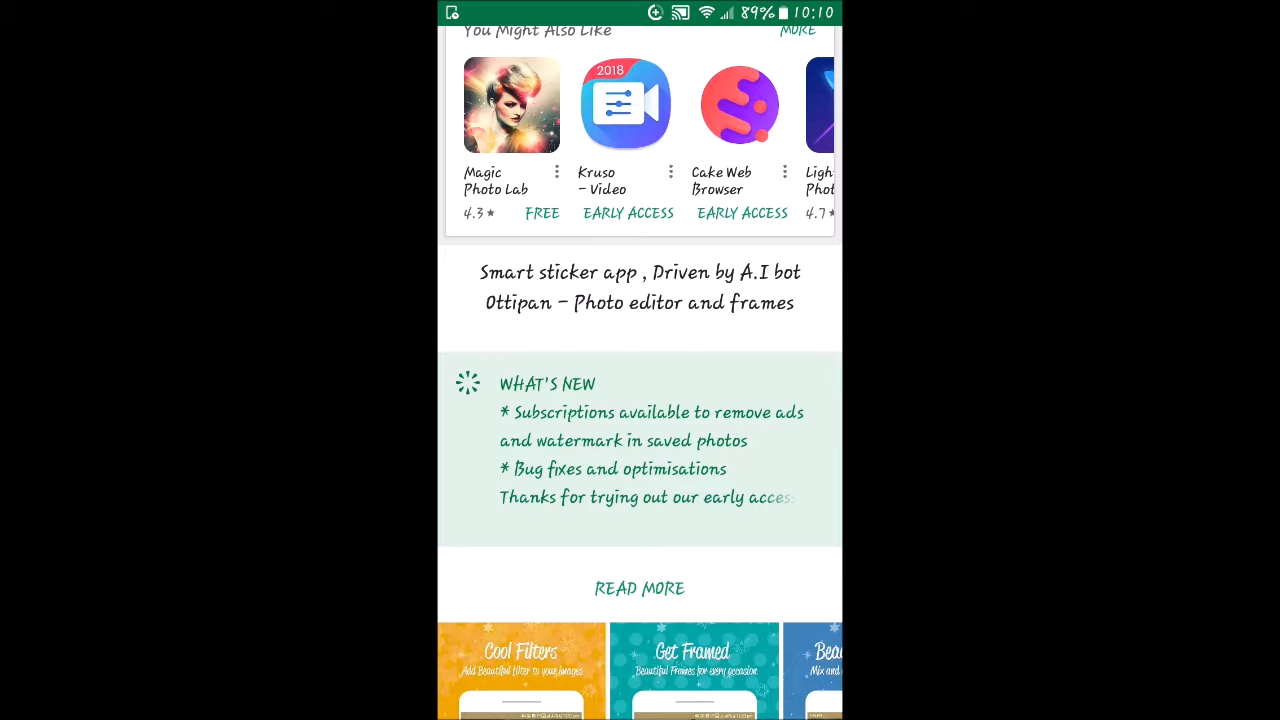 89% 10:10
You Might Also Like MORE
2018
Magic Photo Lab
4.3 FREE
Kruso - Video
EARLY ACCESS
Cake Web Browser
EARLY ACCESS
4.7
Smart sticker app , Driven by A.I bot
Ottipan - Photo editor and frames
WHAT'S NEW
* Subscriptions available to remove ads
and watermark in saved photos
* Bug fixes and optimisations
Thanks for trying out our early access
READ MORE
Cool Filters
Add Beautiful filter to your images
Get Framed
Beautiful Frames for every occasion
Mix and